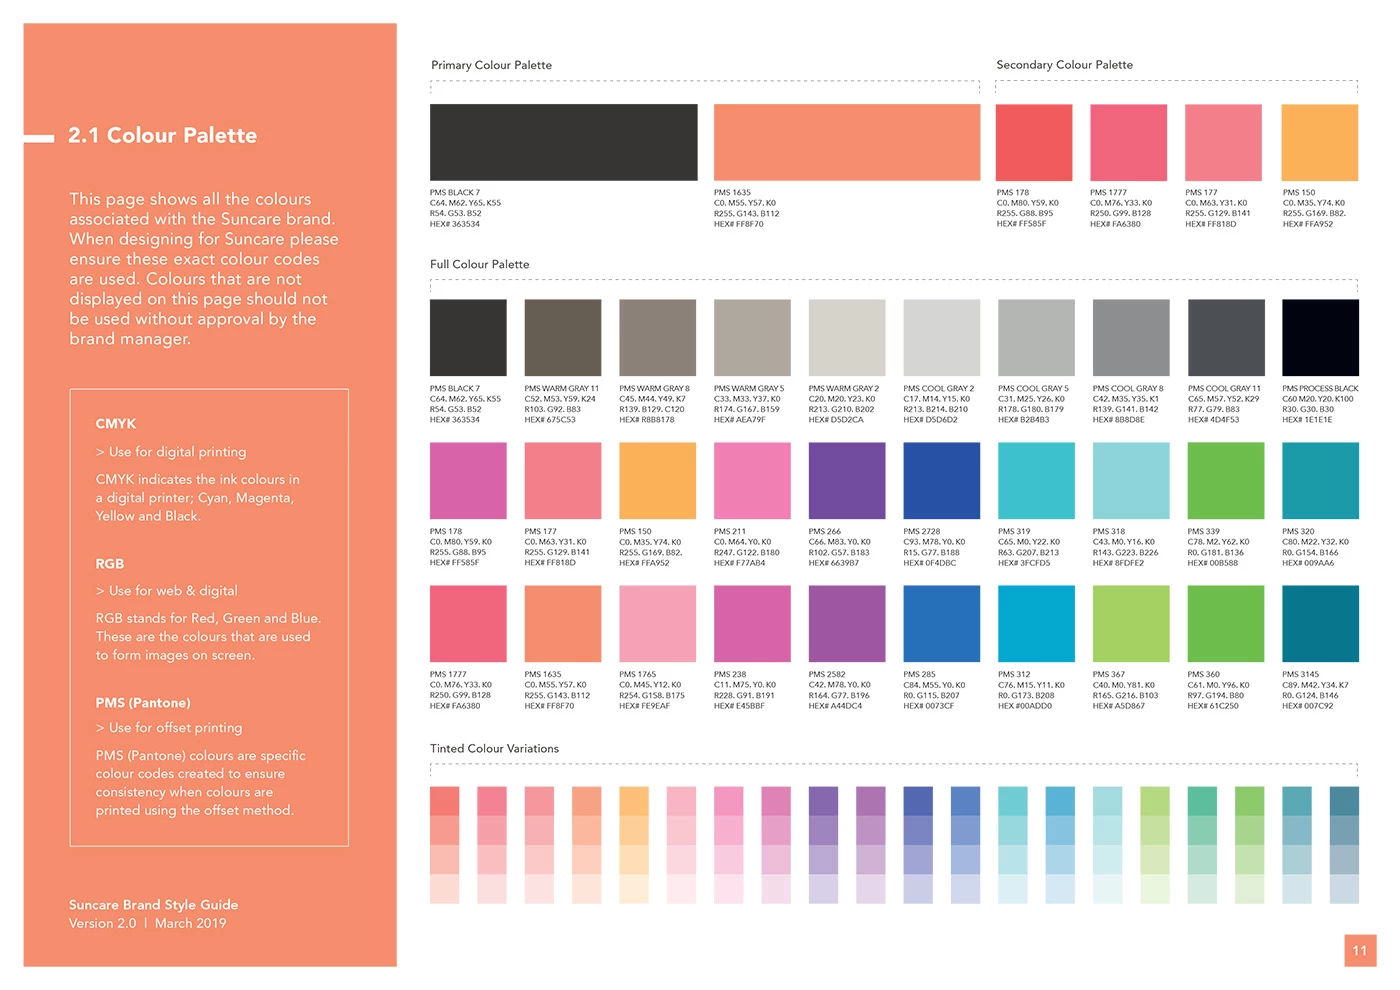 2.1 Colour Palette
This page shows all the colours
associated with the Suncare brand.
When designing for Suncare please
ensure these exact colour codes
are used. Colours that are not
displayed on this page should not
be used without approval by the
brand manager.
CMYK
> Use for digital printing
CMYK indicates the ink colours in
a digital printer; Cyan, Magenta,
Yellow and Black.
RGB
> Use for web & digital
RGB stands for Red, Green and Blue.
These are the colours that are used
to form images on screen.
PMS (Pantone)
> Use for offset printing
PMS (Pantone) colours are specific
colour codes created to ensure
consistency when colours are
printed using the offset method.
Suncare Brand Style Guide
Version 2.0 | March 2019
Primary Colour Palette
PMS BLACK 7
C64. M62. Y65. K55
R54. G53. B52
HEX# 363534
PMS 1635
C0. M55. Y57. K0
R255. G143. B112
HEX# FF8F70
Secondary Colour Palette
PMS 178
C0. M80. Y59. K0
R255. G88. B95
HEX# FF585F
PMS 1777
C0. M76. Y33. K0
R250. G99. B128
HEX# FA6380
PMS 177
C0. M63. Y31. K0
R255. G129. B141
HEX# FF818D
PMS 150
C0. M35. Y74. K0
R255. G169. B82.
HEX# FFA952
Full Colour Palette
PMS BLACK 7
C64. M62. Y65. K55
R54. G53. B52
HEX# 363534
PMS WARM GRAY 11
C52. M53. Y59. K24
R103. G92. B83
HEX# 675C53
PMS WARM GRAY 8
C45. M44. Y49. K7
R139. B129. C120
HEX# R8B8178
PMS WARM GRAY 5
C33. M33. Y37. K0
R174. G167. B159
HEX# AEA79F
PMS WARM GRAY 2
C20. M20. Y23. K0
R213. G210. B202
HEX# D5D2CA
PMS COOL GRAY 2
C17. M14. Y15. K0
R213. B214. B210
HEX# D5D6D2
PMS COOL GRAY 5
C31. M25. Y26. K0
R178. G180. B179
HEX# B2B4B3
PMS COOL GRAY 8
C42. M35. Y35. K1
R139. G141. B142
HEX# 8B8D8E
PMS COOL GRAY 11
C65. M57. Y52. K29
R77. G79. B83
HEX# 4D4F53
PMS PROCESS BLACK
C60 M20. Y20. K100
R30. G30. B30
HEX# 1E1E1E
PMS 178
C0. M80. Y59. K0
R255. G88. B95
HEX# FF585F
PMS 177
C0. M63. Y31. K0
R255. G129. B141
HEX# FF818D
PMS 150
C0. M35. Y74. K0
R255. G169. B82.
HEX# FFA952
PMS 211
C0. M64. Y0. K0
R247. G122. B180
HEX# F77AB4
PMS 266
C66. M83. Y0. K0
R102. G57. B183
HEX# 6639B7
PMS 2728
C93. M78. Y0. K0
R15. G77. B188
HEX# 0F4DBC
PMS 319
C65. M0. Y22. K0
R63. G207. B213
HEX# 3FCFD5
PMS 318
C43. M0. Y16. K0
R143. G223. B226
HEX# 8FDFE2
PMS 339
C78. M2. Y62. K0
R0. G181. B136
HEX# 00B588
PMS 320
C80. M22. Y32. K0
R0. G154. B166
HEX# 009AA6
PMS 1777
C0. M76. Y33. K0
R250. G99. B128
HEX# FA6380
PMS 1635
C0. M55. Y57. K0
R255. G143. B112
HEX# FF8F70
PMS 1765
C0. M45. Y12. K0
R254. G158. B175
HEX# FE9EAF
PMS 238
C11. M75. Y0. K0
R228. G91. B191
HEX# E45BBF
PMS 2582
C42. M78. Y0. K0
R164. G77. B196
HEX# A44DC4
PMS 285
C84. M55. Y0. K0
R0. G115. B207
HEX# 0073CF
PMS 312
C76. M15. Y11. K0
R0. G173. B208
HEX #00ADD0
PMS 367
C40. M0. Y81. K0
R165. G216. B103
HEX# A5D867
PMS 360
C61. M0. Y96. K0
R97. G194. B80
HEX# 61C250
PMS 3145
C89. M42. Y34. K7
R0. G124. B146
HEX# 007C92
Tinted Colour Variations
11